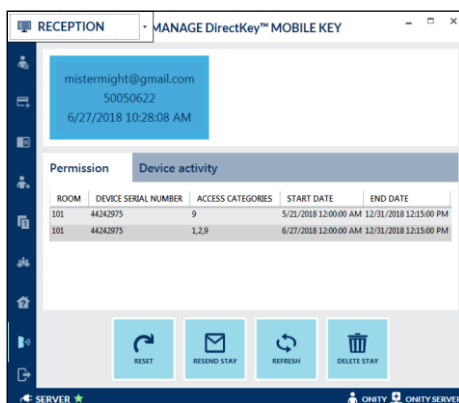 RECEPTION MANAGE DirectKey™ MOBILE KEY
mistermight@gmail.com
50050622
6/27/2018 10:28:08 AM
Permission Device activity
ROOM DEVICE SERIAL NUMBER ACCESS CATEGORIES START DATE END DATE
101 44242975 9 5/21/2018 12:00:00 AM 12/31/2018 12:15:00 PM
101 44242975 1,2,9 6/27/2018 12:00:00 AM 12/31/2018 12:15:00 PM
RESET RESEND STAY REFRESH DELETE STAY
SERVER ONITY ONITY SERVER